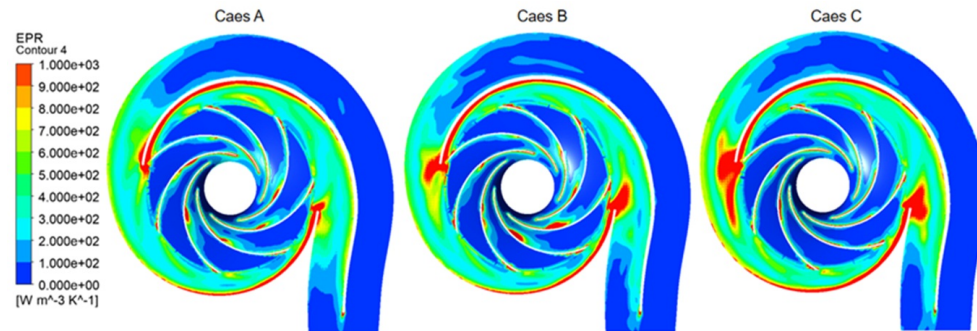 Caes A
Caes B
Caes C
EPR
Contour 4
1.000e+03
9.000e+02
8.000e+02
7.000e+02
6.000e+02
5.000e+02
4.000e+02
3.000e+02
2.000e+02
1.000e+02
0.000e+00
[W m^-3 K^-1]